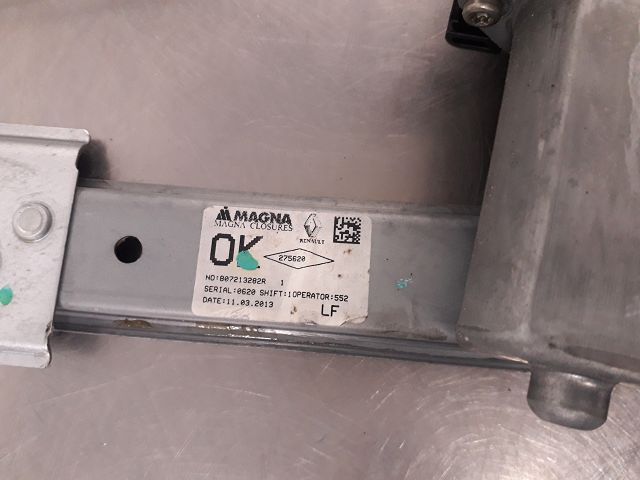 MAGNA
MAGNA CLOSURES
RENAULT
OK
275620
NO:807213282R 1
SERIAL:0620 SHIFT:1OPERATOR:552
DATE:11.03.2013
LF